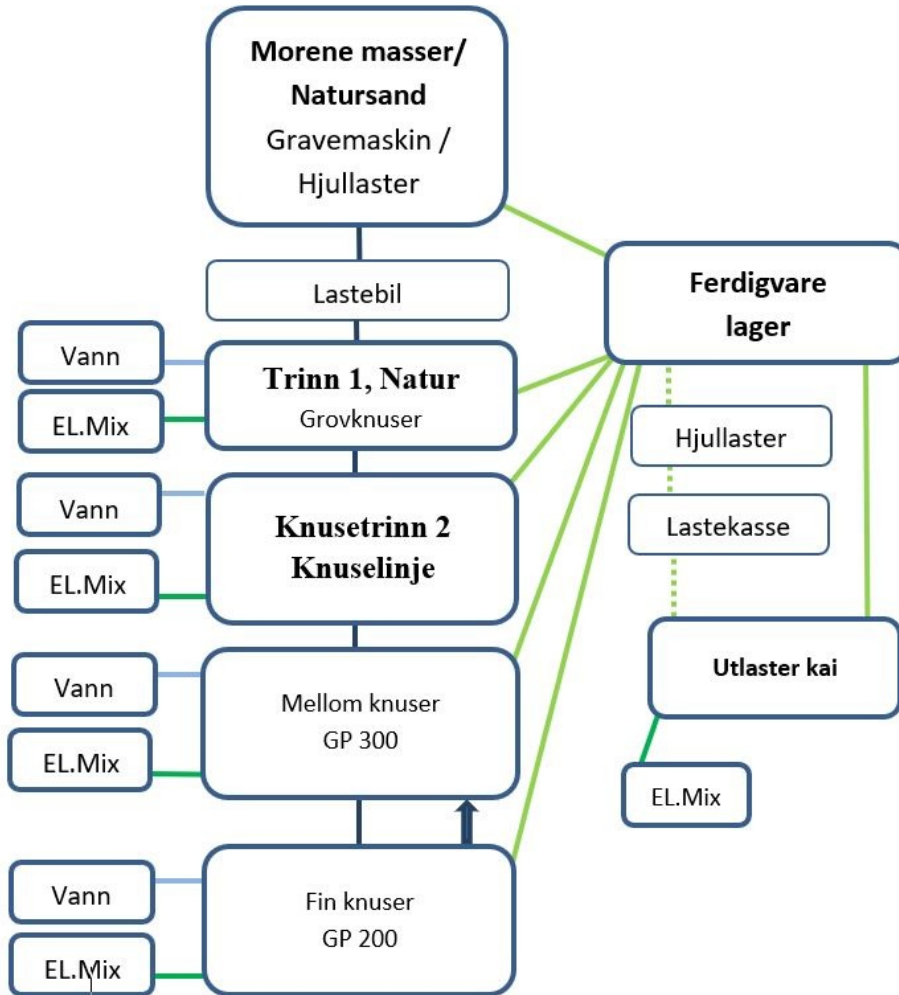 Morene masser/
Natursand
Gravemaskin /
Hjullaster
Ferdigvare
lager
Lastebil
Vann
EL.Mix
Trinn 1, Natur
Grovknuser
Hjullaster
Vann
EL.Mix
Knusetrinn 2
Knuselinje
Lastekasse
Vann
EL.Mix
Mellom knuser
GP 300
Utlaster kai
EL.Mix
Vann
EL.Mix
Fin knuser
GP 200